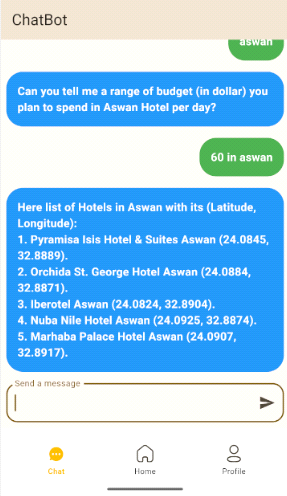 ChatBot
aswan
Can you tell me a range of budget (in dollar) you
plan to spend in Aswan Hotel per day?
60 in aswan
Here list of Hotels in Aswan with its (Latitude,
Longitude):
1. Pyramisa Isis Hotel & Suites Aswan (24.0845,
32.8889).
2. Orchida St. George Hotel Aswan (24.0884,
32.8871).
3. Iberotel Aswan (24.0824, 32.8904).
4. Nuba Nile Hotel Aswan (24.0925, 32.8874).
5. Marhaba Palace Hotel Aswan (24.0907,
32.8917).
Send a message
Chat Home Profile